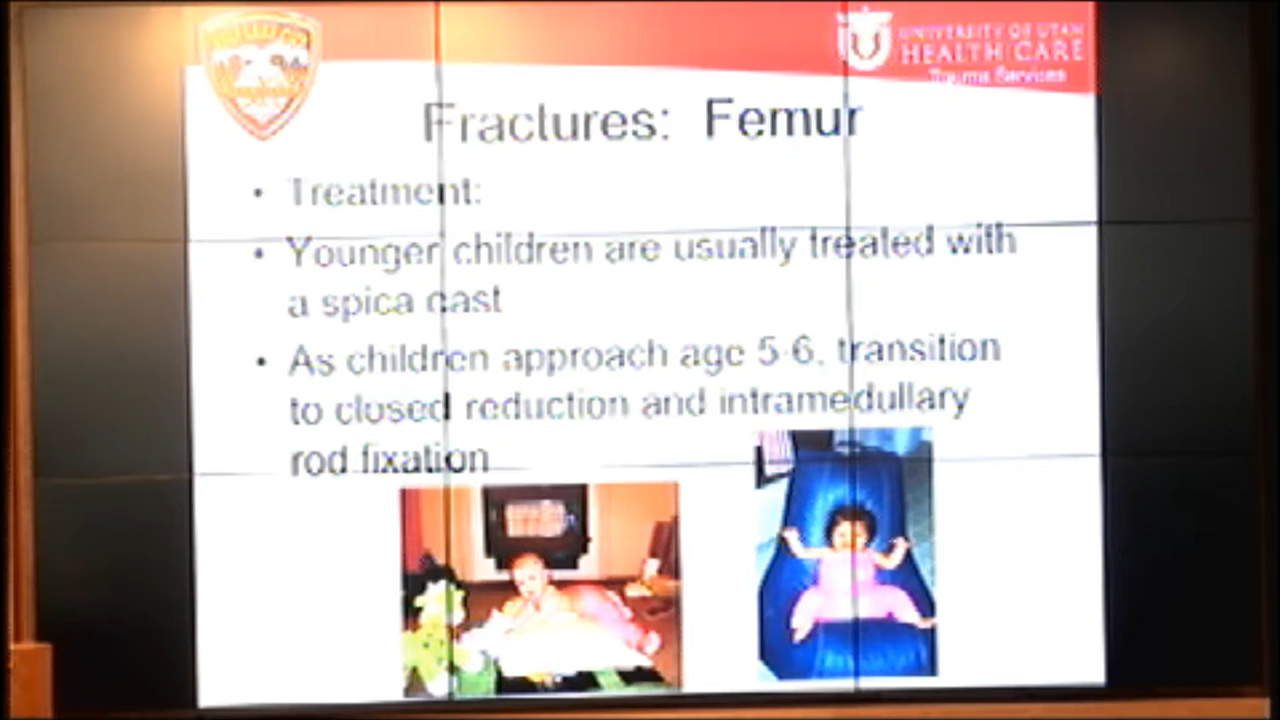 UNIVERSITY OF UTAH
HEALTH CARE
Trauma Services
Fractures: Femur
• Treatment:
• Younger children are usually treated with
a spica cast
• As children approach age 5-6, transition
to closed reduction and intramedullary
rod fixation